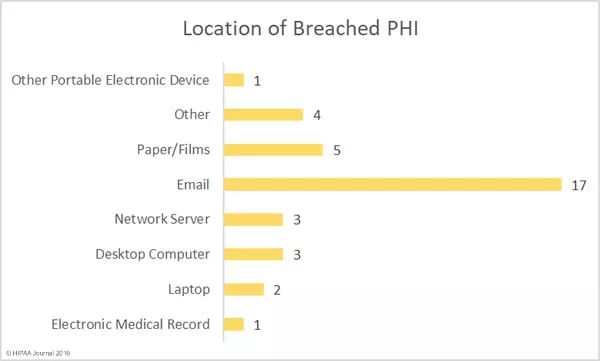 Location of Breached PHI
Other Portable Electronic Device 1
Other 4
Paper/Films 5
Email 17
Network Server 3
Desktop Computer 3
Laptop 2
Electronic Medical Record 1
© HIPAA Journal 2019